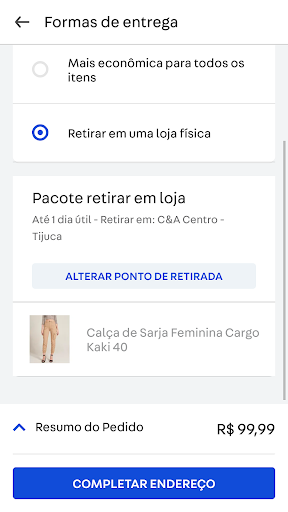 Formas de entrega
Mais econômica para todos os
itens
Retirar em uma loja física
Pacote retirar em loja
Até 1 dia útil - Retirar em: C&A Centro -
Tijuca
ALTERAR PONTO DE RETIRADA
Calça de Sarja Feminina Cargo
Kaki 40
Resumo do Pedido
R$ 99,99
COMPLETAR ENDEREÇO